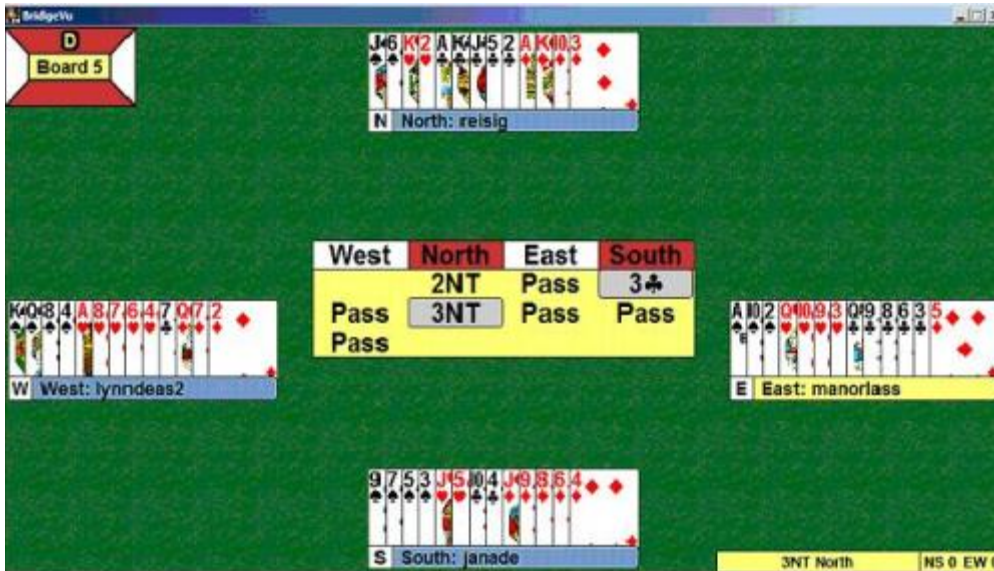 BridgeVu
D
Board 5
J 6 K 2 A K J 5 2 A K 10 3
N North: reisig
West North East South
2NT Pass 3♣
Pass 3NT Pass Pass
Pass
K Q 8 4 A 8 7 6 4 7 Q 7 2
W West: lynndeas2
A 10 2 Q 10 9 3 Q 9 8 6 3 5
E East: manorlass
9 7 5 3 J 5 10 4 J 9 8 6 4
S South: janade
3NT North NS 0 EW